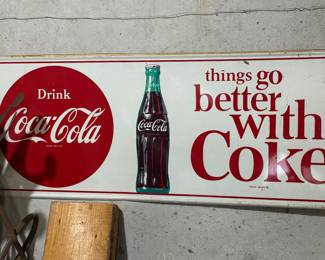 Drink
Coca-Cola
Coca-Cola
things go
better
with
Coke